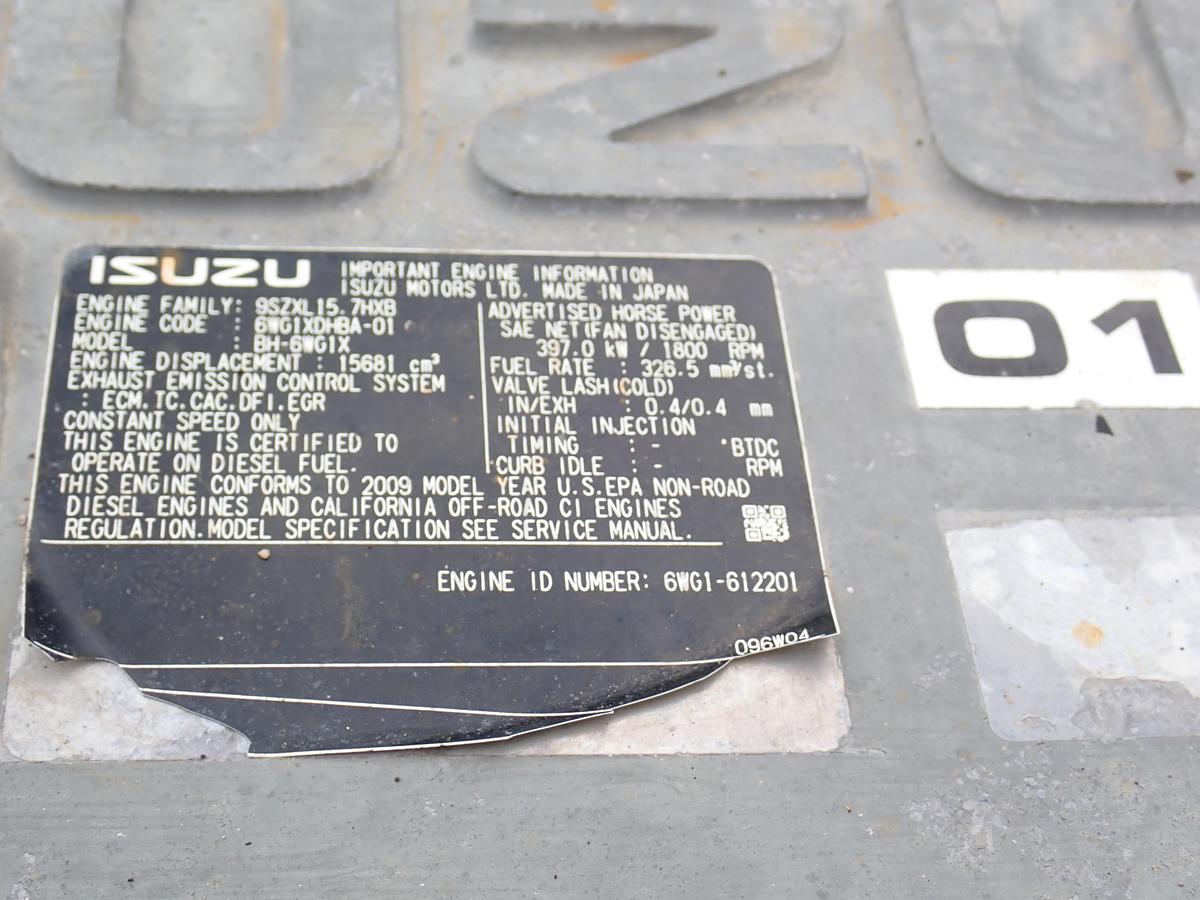 UZU
ISUZU
IMPORTANT ENGINE INFORMATION
ISUZU MOTORS LTD. MADE IN JAPAN
ENGINE FAMILY: 9SZXL15.7HXB
ENGINE CODE : 6WG1XDHBA-01
MODEL : BH-6WG1X
ENGINE DISPLACEMENT : 15681 cm³
EXHAUST EMISSION CONTROL SYSTEM
: ECM.TC.CAC.DFI.EGR
CONSTANT SPEED ONLY
THIS ENGINE IS CERTIFIED TO
OPERATE ON DIESEL FUEL.
ADVERTISED HORSE POWER
SAE NET(FAN DISENGAGED)
397.0 kW / 1800 RPM
FUEL RATE : 326.5 mm³/st.
VALVE LASH(COLD)
IN/EXH : 0.4/0.4 mm
INITIAL INJECTION
TIMING : - °BTDC
CURB IDLE : - RPM
THIS ENGINE CONFORMS TO 2009 MODEL YEAR U.S.EPA NON-ROAD
DIESEL ENGINES AND CALIFORNIA OFF-ROAD CI ENGINES
REGULATION.MODEL SPECIFICATION SEE SERVICE MANUAL.
ENGINE ID NUMBER: 6WG1-612201
096W04
01